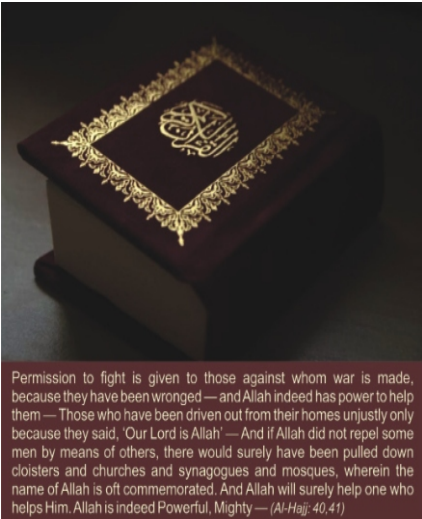 القرآن الكريم
Permission to fight is given to those against whom war is made,
because they have been wronged — and Allah indeed has power to help
them — Those who have been driven out from their homes unjustly only
because they said, ‘Our Lord is Allah’ — And if Allah did not repel some
men by means of others, there would surely have been pulled down
cloisters and churches and synagogues and mosques, wherein the
name of Allah is oft commemorated. And Allah will surely help one who
helps Him. Allah is indeed Powerful, Mighty — (Al-Hajj: 40,41)